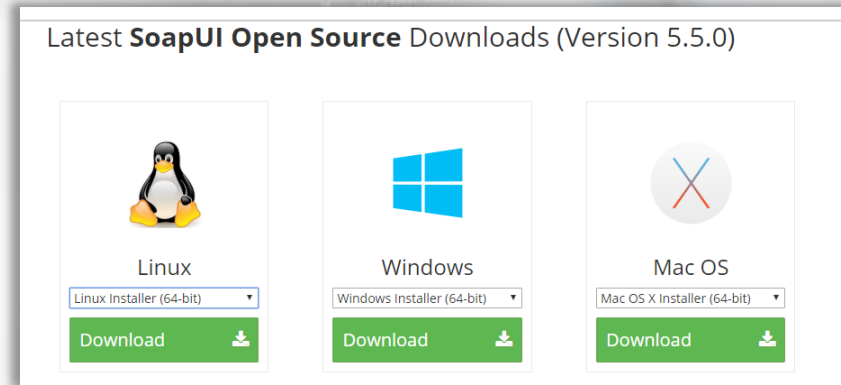 Latest SoapUI Open Source Downloads (Version 5.5.0)
Linux
Windows
Mac OS
Linux Installer (64-bit)
Windows Installer (64-bit)
Mac OS X Installer (64-bit)
Download
Download
Download